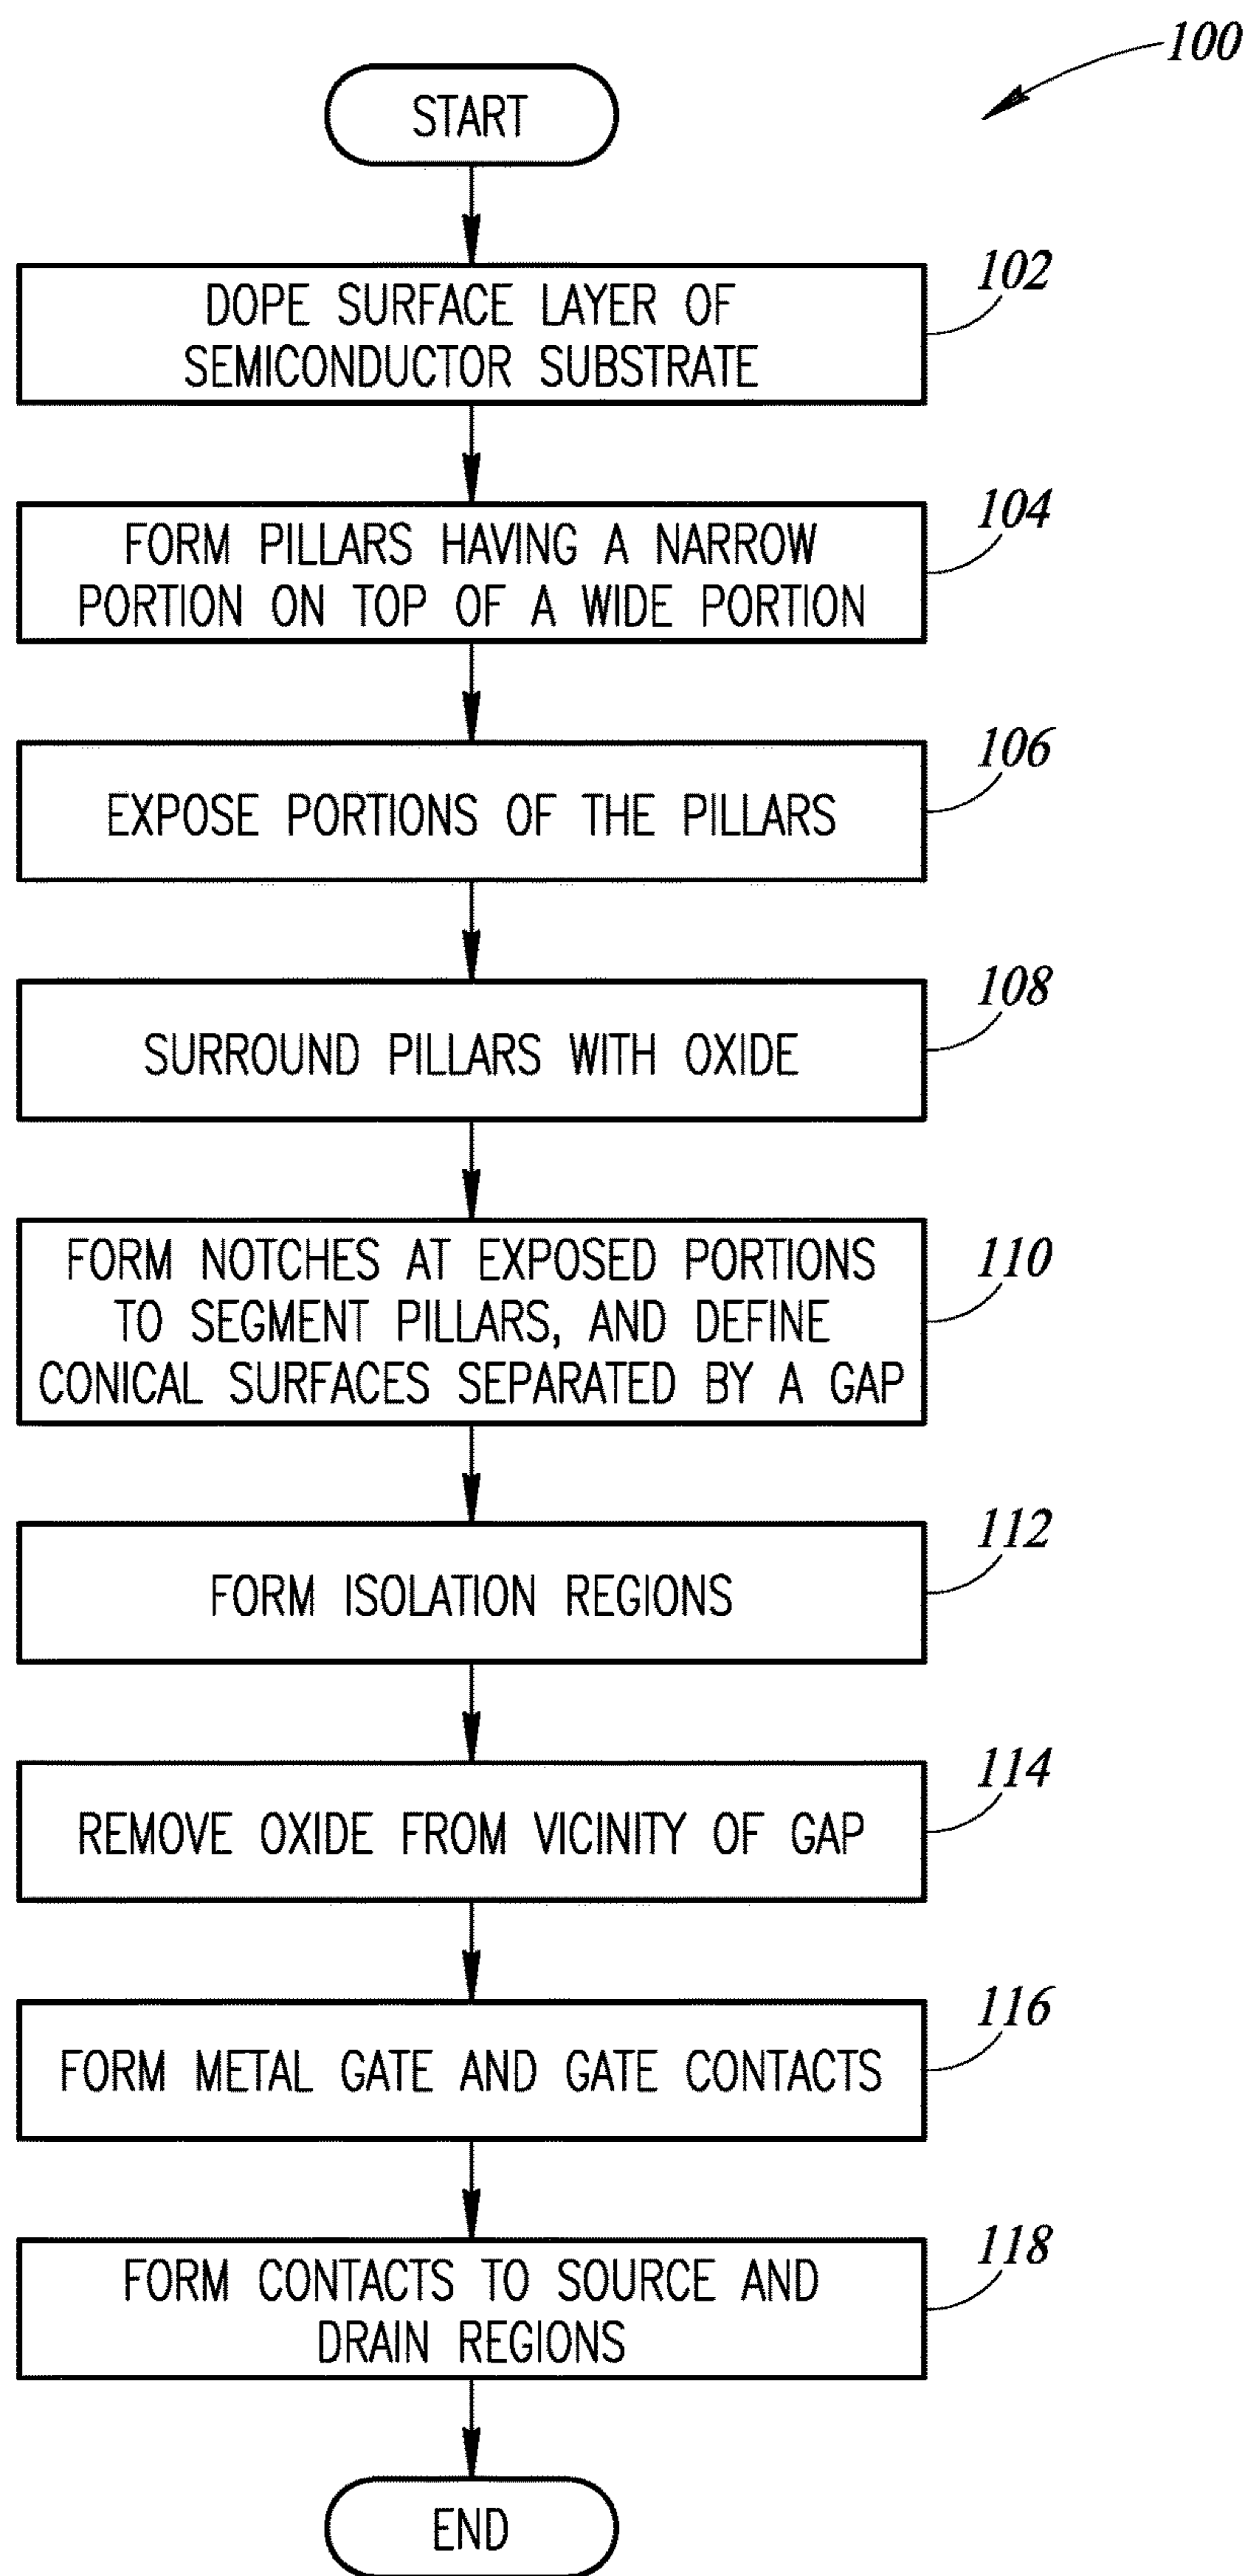 100
START
102
DOPE SURFACE LAYER OF
SEMICONDUCTOR SUBSTRATE
104
FORM PILLARS HAVING A NARROW
PORTION ON TOP OF A WIDE PORTION
106
EXPOSE PORTIONS OF THE PILLARS
108
SURROUND PILLARS WITH OXIDE
110
FORM NOTCHES AT EXPOSED PORTIONS
TO SEGMENT PILLARS, AND DEFINE
CONICAL SURFACES SEPARATED BY A GAP
112
FORM ISOLATION REGIONS
114
REMOVE OXIDE FROM VICINITY OF GAP
116
FORM METAL GATE AND GATE CONTACTS
118
FORM CONTACTS TO SOURCE AND
DRAIN REGIONS
END